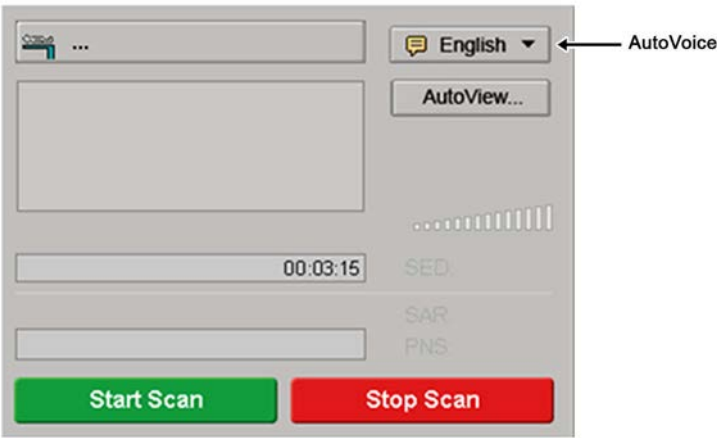 ... English AutoVoice
AutoView...
00:03:15 SED.
SAR
PNS
Start Scan Stop Scan